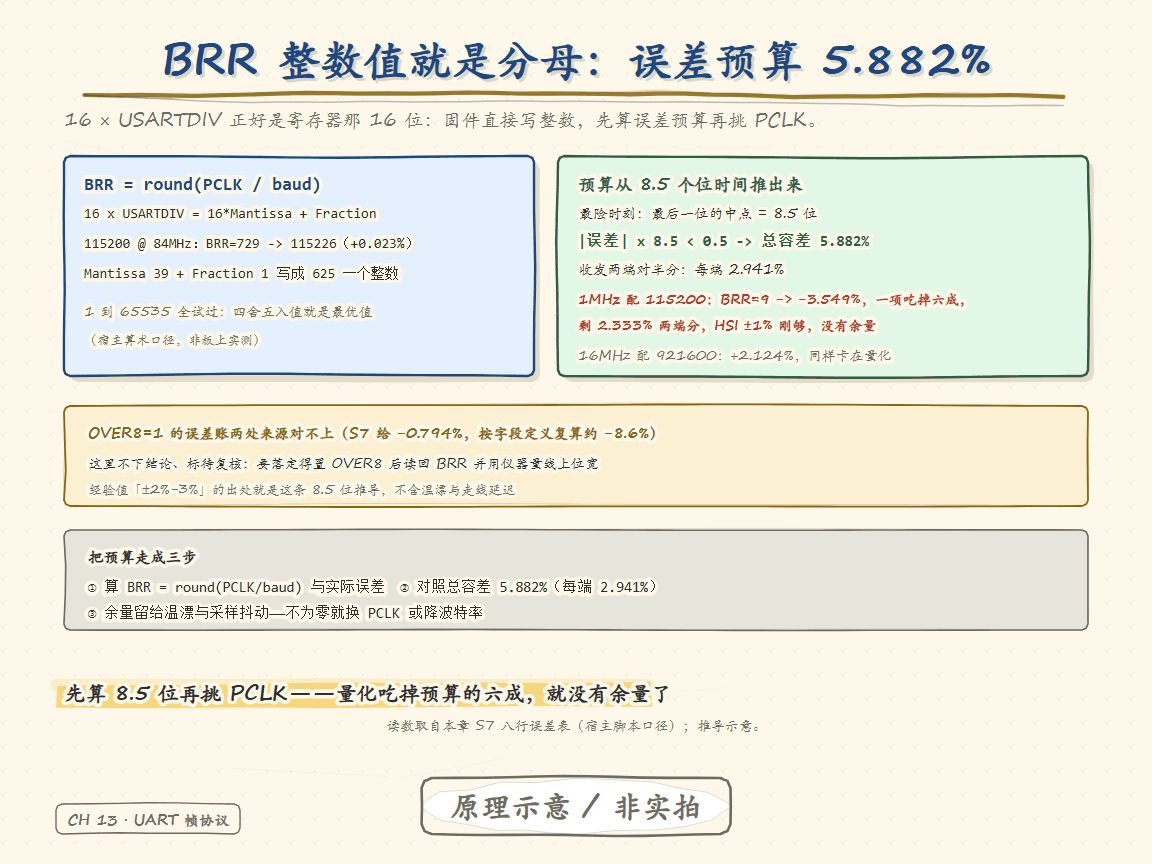 BRR 整数值就是分母：误差预算 5.882%
16 × USARTDIV 正好是寄存器那 16 位：固件直接写整数，先算误差预算再挑 PCLK。
BRR = round(PCLK / baud)
16 x USARTDIV = 16*Mantissa + Fraction
115200 @ 84MHz: BRR=729 -> 115226（+0.023%）
Mantissa 39 + Fraction 1 写成 625 一个整数
1 到 65535 全试过：四舍五入值就是最优值
（宿主算术口径，非板上实测）
预算从 8.5 个位时间推出来
最险时刻：最后一位的中点 = 8.5 位
|误差| x 8.5 < 0.5 -> 总容差 5.882%
收发两端对半分：每端 2.941%
1MHz 配 115200：BRR=9 -> -3.549%，一项吃掉六成，
剩 2.333% 两端分，HSI ±1% 刚够，没有余量
16MHz 配 921600：+2.124%，同样卡在量化
OVER8=1 的误差账两处来源对不上（S7 给 -0.794%，按字段定义复算约 -8.6%）
这里不下结论、标待复核：要落定得置 OVER8 后读回 BRR 并用仪器量线上位宽
经验值「±2%-3%」的出处就是这条 8.5 位推导，不含温漂与走线延迟
把预算走成三步
① 算 BRR = round(PCLK/baud) 与实际误差 ② 对照总容差 5.882%（每端 2.941%）
③ 余量留给温漂与采样抖动——不为零就换 PCLK 或降波特率
先算 8.5 位再挑 PCLK——量化吃掉预算的六成，就没有余量了
读数取自本章 S7 八行误差表（宿主脚本口径）；推导示意。
原理示意 / 非实拍
CH 13 · UART 帧协议